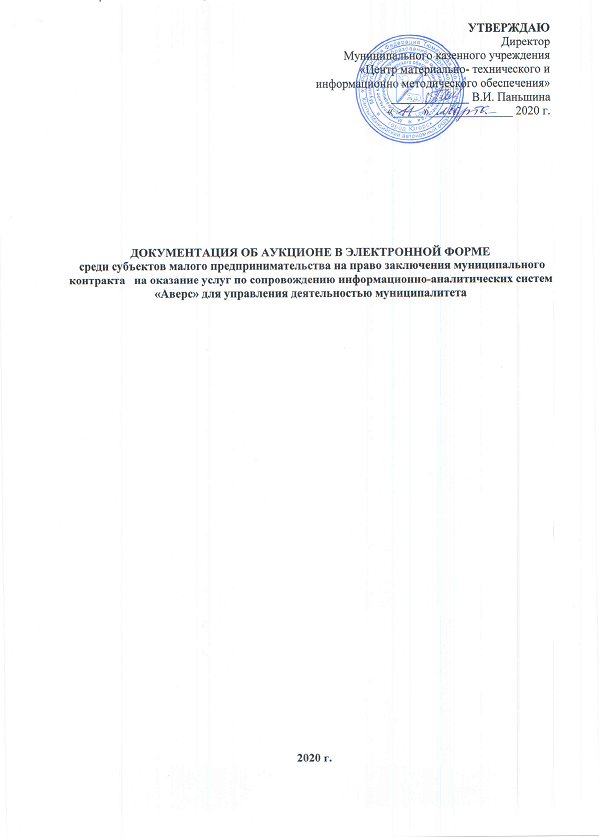 УТВЕРЖДАЮ
Директор
Муниципального казенного учреждения
«Центр материально- технического и
информационно методического обеспечения»
В.И. Паньшина
« 11 » марта 2020 г.
ДОКУМЕНТАЦИЯ ОБ АУКЦИОНЕ В ЭЛЕКТРОННОЙ ФОРМЕ
среди субъектов малого предпринимательства на право заключения муниципального
контракта на оказание услуг по сопровождению информационно-аналитических систем
«Аверс» для управления деятельностью муниципалитета
2020 г.